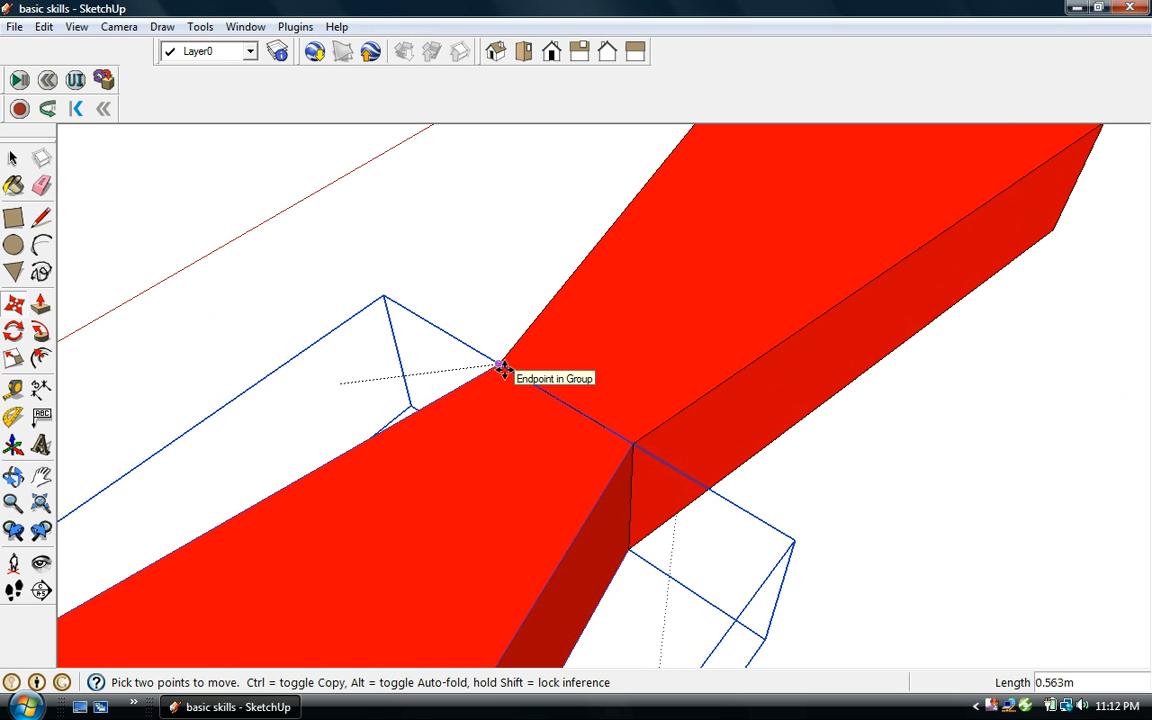 basic skills - SketchUp
File Edit View Camera Draw Tools Window Plugins Help
Layer0
UI
ABC
A
Endpoint in Group
Pick two points to move. Ctrl = toggle Copy, Alt = toggle Auto-fold, hold Shift = lock inference
Length 0.563m
basic skills - SketchUp
11:12 PM